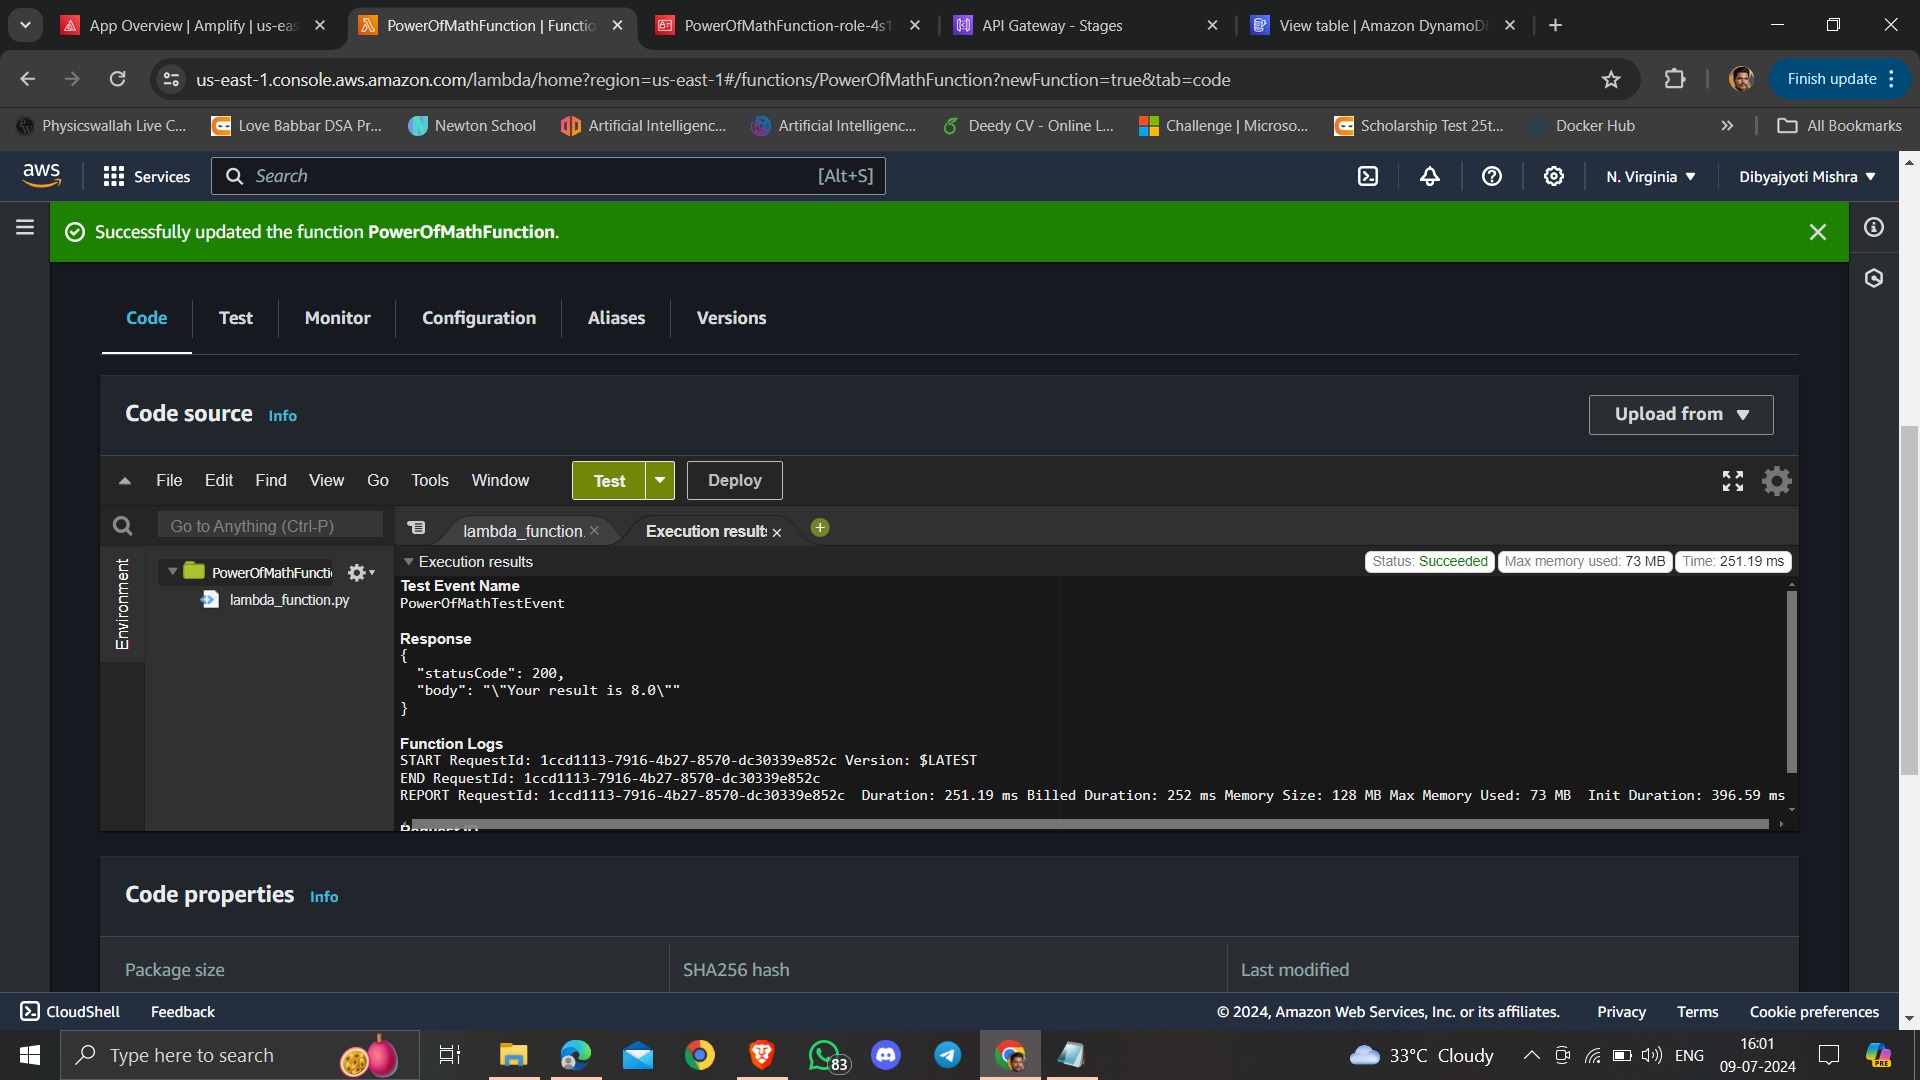 App Overview | Amplify | us-eas
PowerOfMathFunction | Functio
PowerOfMathFunction-role-4s1
API Gateway - Stages
View table | Amazon DynamoD
us-east-1.console.aws.amazon.com/lambda/home?region=us-east-1#/functions/PowerOfMathFunction?newFunction=true&tab=code
Finish update
Physicswallah Live C...
Love Babbar DSA Pr...
Newton School
Artificial Intelligenc...
Artificial Intelligenc...
Deedy CV - Online L...
Challenge | Microso...
Scholarship Test 25t...
Docker Hub
All Bookmarks
aws
Services
Search
[Alt+S]
N. Virginia
Dibyajyoti Mishra
Successfully updated the function PowerOfMathFunction.
Code
Test
Monitor
Configuration
Aliases
Versions
Code source Info
Upload from
File
Edit
Find
View
Go
Tools
Window
Test
Deploy
Go to Anything (Ctrl-P)
lambda_function.
Execution results
Environment
PowerOfMathFuncti
lambda_function.py
Execution results
Status: Succeeded
Max memory used: 73 MB
Time: 251.19 ms
Test Event Name
PowerOfMathTestEvent
Response
{
"statusCode": 200,
"body": "\"Your result is 8.0\""
}
Function Logs
START RequestId: 1ccd1113-7916-4b27-8570-dc30339e852c Version: $LATEST
END RequestId: 1ccd1113-7916-4b27-8570-dc30339e852c
REPORT RequestId: 1ccd1113-7916-4b27-8570-dc30339e852c Duration: 251.19 ms Billed Duration: 252 ms Memory Size: 128 MB Max Memory Used: 73 MB Init Duration: 396.59 ms
Request ID
Code properties Info
Package size
SHA256 hash
Last modified
CloudShell
Feedback
© 2024, Amazon Web Services, Inc. or its affiliates.
Privacy
Terms
Cookie preferences
Type here to search
83
33°C Cloudy
ENG
16:01
09-07-2024
PRE